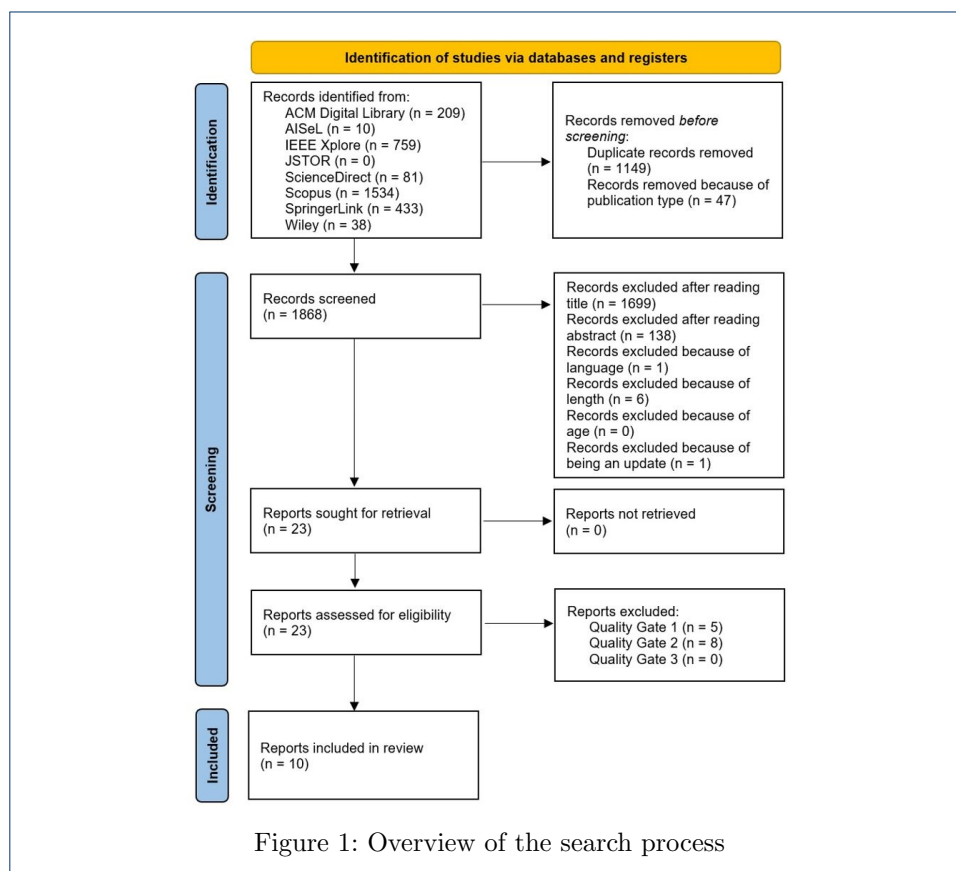 Identification of studies via databases and registers
Identification
Records identified from:
ACM Digital Library (n = 209)
AISeL (n = 10)
IEEE Xplore (n = 759)
JSTOR (n = 0)
ScienceDirect (n = 81)
Scopus (n = 1534)
SpringerLink (n = 433)
Wiley (n = 38)
Records removed before
screening:
Duplicate records removed
(n = 1149)
Records removed because of
publication type (n = 47)
Screening
Records screened
(n = 1868)
Records excluded after reading
title (n = 1699)
Records excluded after reading
abstract (n = 138)
Records excluded because of
language (n = 1)
Records excluded because of
length (n = 6)
Records excluded because of
age (n = 0)
Records excluded because of
being an update (n = 1)
Reports sought for retrieval
(n = 23)
Reports not retrieved
(n = 0)
Reports assessed for eligibility
(n = 23)
Reports excluded:
Quality Gate 1 (n = 5)
Quality Gate 2 (n = 8)
Quality Gate 3 (n = 0)
Included
Reports included in review
(n = 10)
Figure 1: Overview of the search process